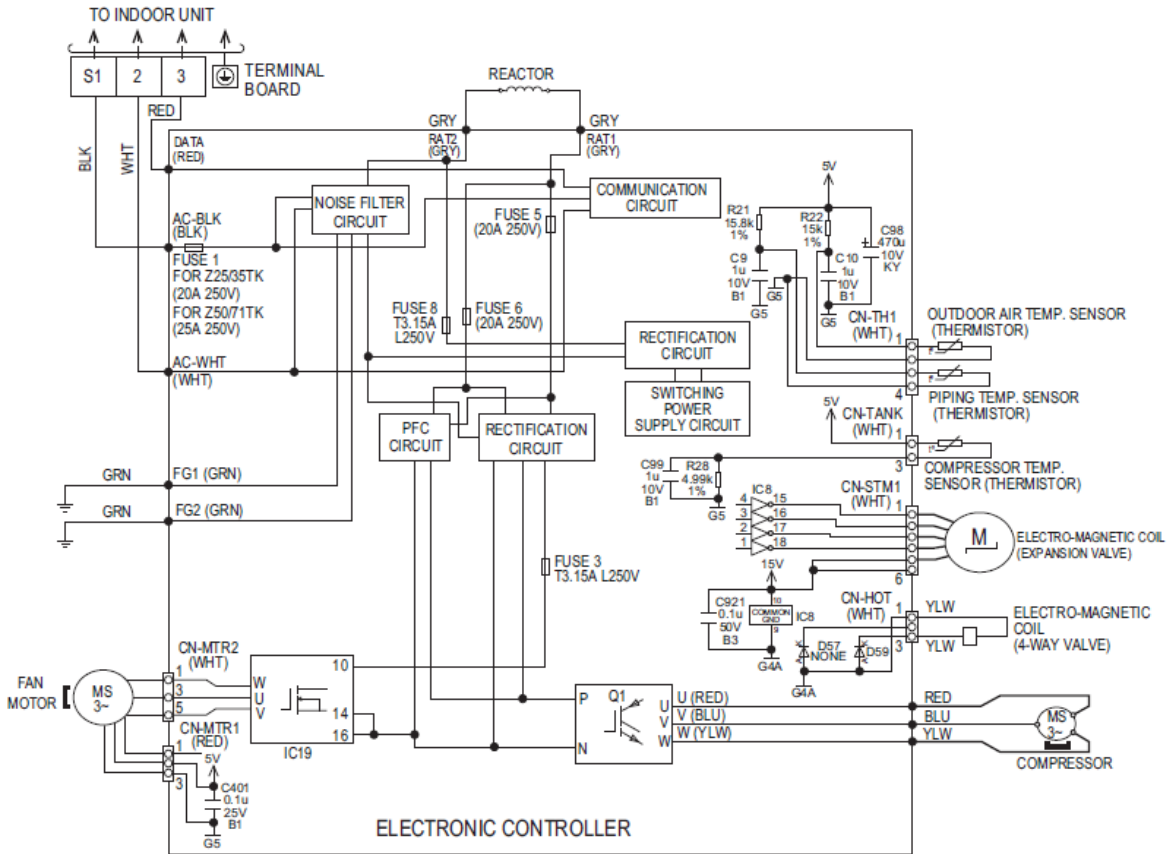 TO INDOOR UNIT
S1
2
3
TERMINAL
BOARD
RED
BLK
WHT
DATA
(RED)
REACTOR
GRY
GRY
RAT2
(GRY)
RAT1
(GRY)
NOISE FILTER
CIRCUIT
COMMUNICATION
CIRCUIT
AC-BLK
(BLK)
FUSE 1
FOR Z25/35TK
(20A 250V)
FOR Z50/71TK
(25A 250V)
FUSE 5
(20A 250V)
FUSE 8
T3.15A
L250V
FUSE 6
(20A 250V)
AC-WHT
(WHT)
RECTIFICATION
CIRCUIT
SWITCHING
POWER
SUPPLY CIRCUIT
PFC
CIRCUIT
RECTIFICATION
CIRCUIT
5V
R21
15.8k
1%
R22
15k
1%
C98
470u
10V
KY
C9
1u
10V
B1
C10
1u
10V
B1
G5
G5
G5
CN-TH1
(WHT)
1
4
OUTDOOR AIR TEMP. SENSOR
(THERMISTOR)
t°
t°
PIPING TEMP. SENSOR
(THERMISTOR)
5V
CN-TANK
(WHT)
1
3
t°
COMPRESSOR TEMP.
SENSOR (THERMISTOR)
C99
1u
10V
B1
R28
4.99k
1%
G5
IC8
4
15
3
16
2
17
1
18
CN-STM1
(WHT)
1
6
M
ELECTRO-MAGNETIC COIL
(EXPANSION VALVE)
15V
C921
0.1u
50V
B3
10
COMMON
GND
9
IC8
G4A
CN-HOT
(WHT)
1
3
YLW
YLW
ELECTRO-MAGNETIC
COIL
(4-WAY VALVE)
D57
NONE
D59
A
K
A
K
G4A
GRN
FG1 (GRN)
GRN
FG2 (GRN)
FUSE 3
T3.15A L250V
FAN
MOTOR
MS
3~
CN-MTR2
(WHT)
1
3
5
W
U
V
10
14
16
IC19
CN-MTR1
(RED)
1
3
5V
C401
0.1u
25V
B1
G5
P
N
Q1
U
V
W
U (RED)
V (BLU)
W (YLW)
RED
BLU
YLW
MS
3~
COMPRESSOR
ELECTRONIC CONTROLLER